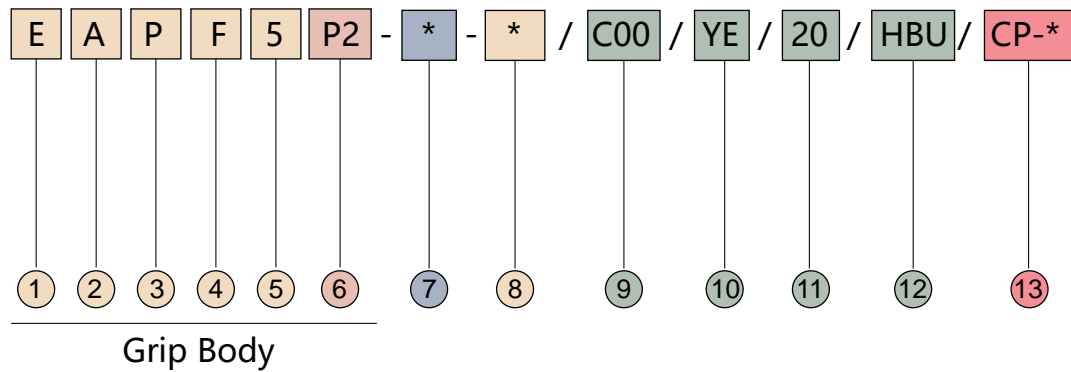 E A P F 5 P2 - * - * / C00 / YE / 20 / HBU / CP-*
1 2 3 4 5 6 7 8 9 10 11 12 13
Grip Body